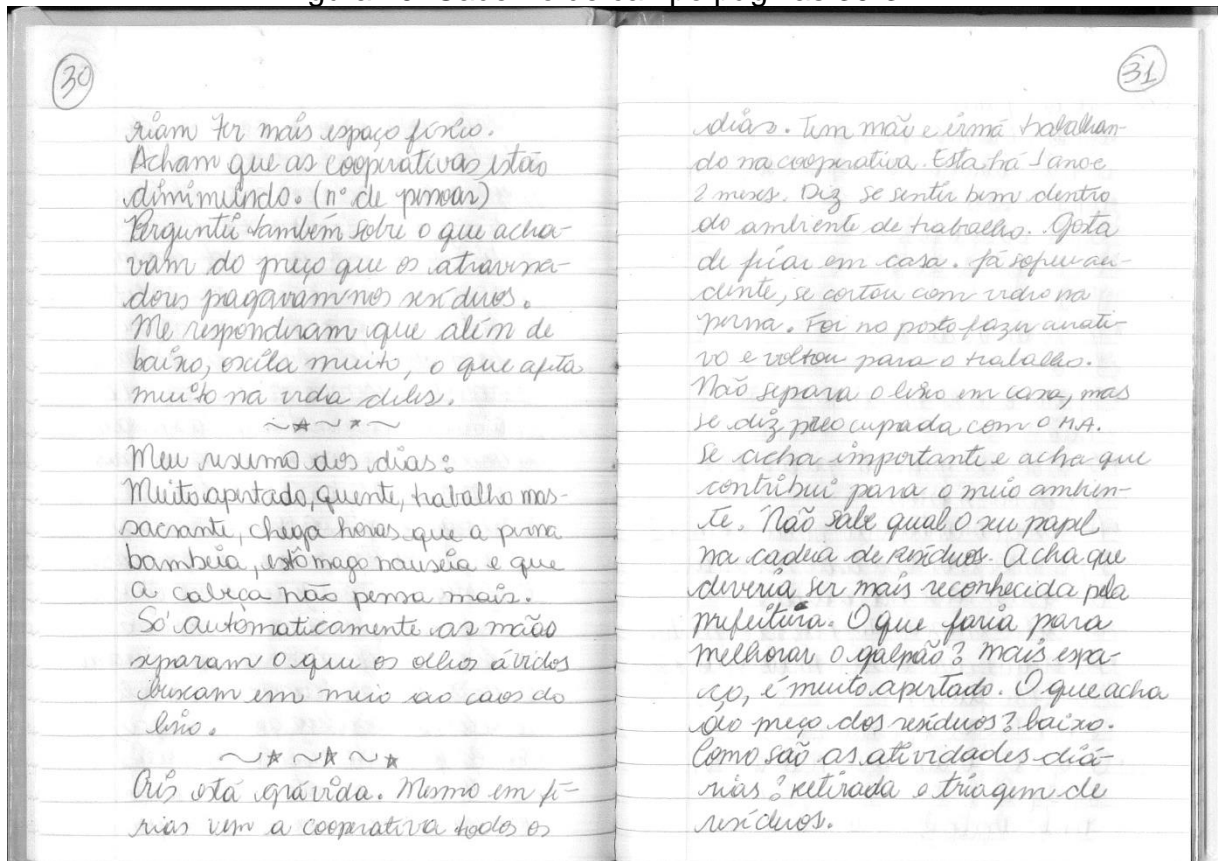 30
riam ter mais espaço físico.
Acham que as cooperativas estão
diminuindo. (nº de pessoas)
Perguntei também sobre o que acha-
vam do preço que os atravessa-
dores pagavam nos resíduos.
Me responderam que além de
baixo, oscila muito, o que afeta
muito na vida deles.
Meu resumo dos dias:
Muito apertado, quente, trabalho mas-
sacrante, chega horas que a perna
bambeia, estômago nauseia e que
a cabeça não pensa mais.
Só automaticamente as mãos
separam o que os olhos ávidos
buscam em meio ao caos do
lixo.
Cris está grávida. Mesmo em fé-
rias vem a cooperativa todos os
31
dias. Tem mãe e irmã trabalhan-
do na cooperativa. Esta há 1 ano e
2 meses. Diz se sentir bem dentro
do ambiente de trabalho. Gosta
de ficar em casa. Já sofreu aci-
dente, se cortou com vidro na
perna. Foi no posto fazer curati-
vo e voltou para o trabalho.
Não separa o lixo em casa, mas
se diz preocupada com o M.A.
Se acha importante e acha que
contribui para o meio ambien-
te. Não sabe qual o seu papel
na cadeia de resíduos. Acha que
deveria ser mais reconhecida pela
prefeitura. O que faria para
melhorar o galpão? mais espa-
ço, é muito apertado. O que acha
do preço dos resíduos? baixo.
Como são as atividades diá-
rias? retirada e triagem de
resíduos.